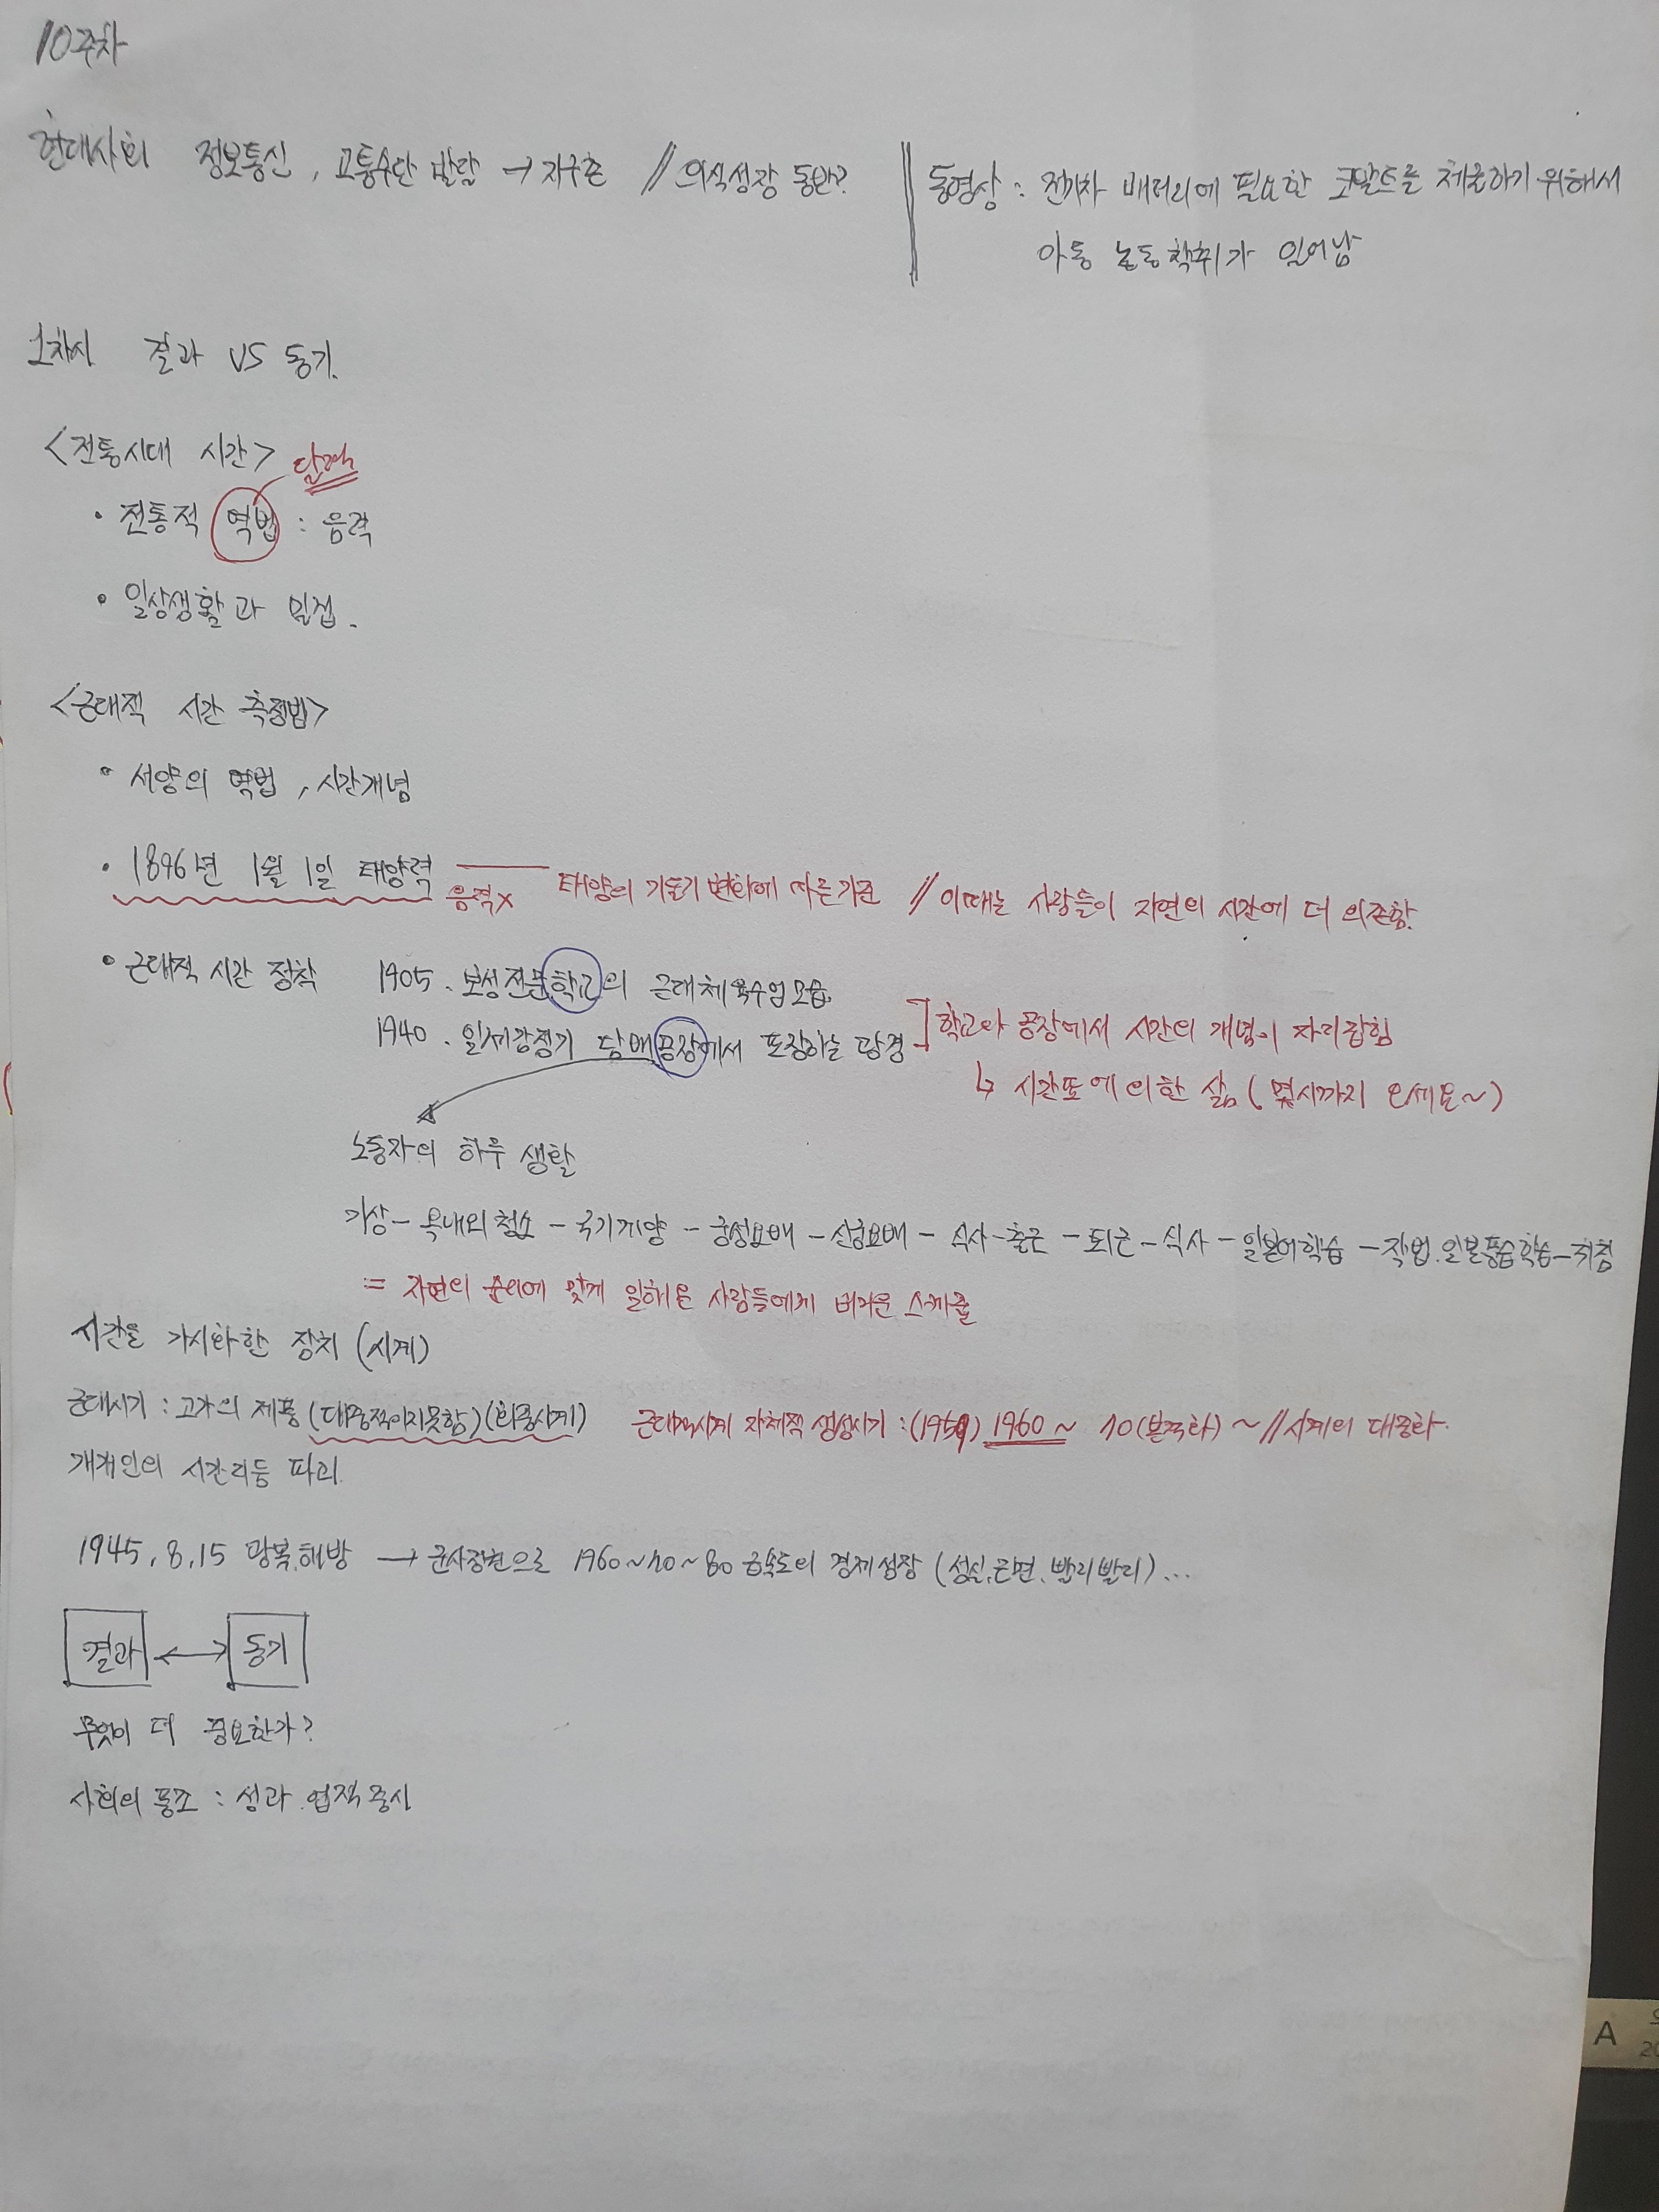 10주차
현대사회 정보통신, 교통수단 발달 → 지구촌 // 의식성장 동반?
동영상 : 전기차 배터리에 필요한 코발트를 채굴하기 위해서
아동 노동착취가 일어남
1차시 결과 VS 동기.
<전통시대 시간> 달력
• 전통적 역법 : 음력
• 일상생활과 밀접.
<근대적 시간 측정법>
• 서양의 역법, 시간개념
• 1896년 1월 1일 태양력 음력x 태양의 기울기 변화에 따른기준 // 이때는 사람들이 자연의 시간에 더 의존함.
• 근대적 시간 정착 1905. 보성전문학교의 근대체육수업모습
1940. 일제강점기 담배공장에서 포장하는 광경
학교와 공장에서 시간의 개념이 자리잡힘
↳ 시간표에 의한 삶 (몇시까지 오세요~)
노동자의 하루 생활
기상 - 옥내외청소 - 국기게양 - 궁성요배 - 신궁요배 - 식사 - 출근 - 퇴근 - 식사 - 일본어학습 - 작법.일본풍습학습 - 취침
:= 자연의 순리에 맞게 일하던 사람들에게 버거운 스케줄
시간을 가시화한 장치 (시계)
근대시기 : 고가의 제품 (대중적이지못함) (회중시계) 근대적시계 자체적 생성시기 : (1959) 1960 ~ 70 (본격화) ~ // 시계의 대중화.
개개인의 시간리듬 파괴.
1945. 8. 15 광복.해방 → 군사정권으로 1960~70~80 급속도의 경제성장 (성실.근면.빨리빨리)...
결과 ↔ 동기
무엇이 더 중요한가?
사회의 풍조 : 성과.업적중시
A